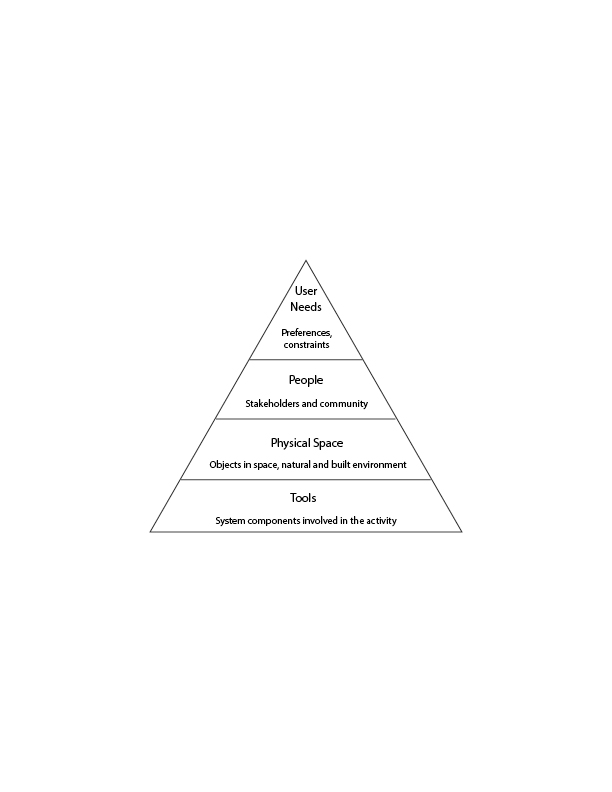 User
Needs
Preferences,
constraints
People
Stakeholders and community
Physical Space
Objects in space, natural and built environment
Tools
System components involved in the activity